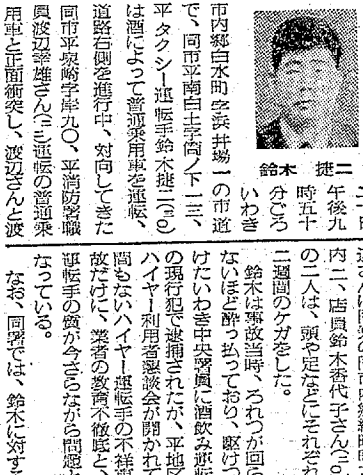 鈴木 捷二
午後九
時五十
分ごろ
いわき
市内郷白水町字浜井場一の市道
で、同市平南白土字筒ノ下一三、
平タクシー運転手鈴木捷二
は酒によって普通乗用車を運転、
道路右側を進行中、対向してきた
同市平泉崎字岸九〇、平消防署職
員渡辺幸雄さん 運転の普通乗
用車と正面衝突し、渡辺さんと渡
内二、店員鈴木香代子さん
の二人は、頭や足などにそれぞれ
二週間のケガをした。
鈴木は事故当時、ろれつが回ら
ないほど酔っ払っており、駆け
けたいわき中央署員に酒飲み運転
の現行犯で逮捕されたが、平地区
ハイヤー利用者懇談会が開かれて
間もないハイヤー運転手の不祥事
故だけに、業者の教育不徹底と、
運転手の質が今さらながら問題
なっている。
なお、同署では、鈴木に対する